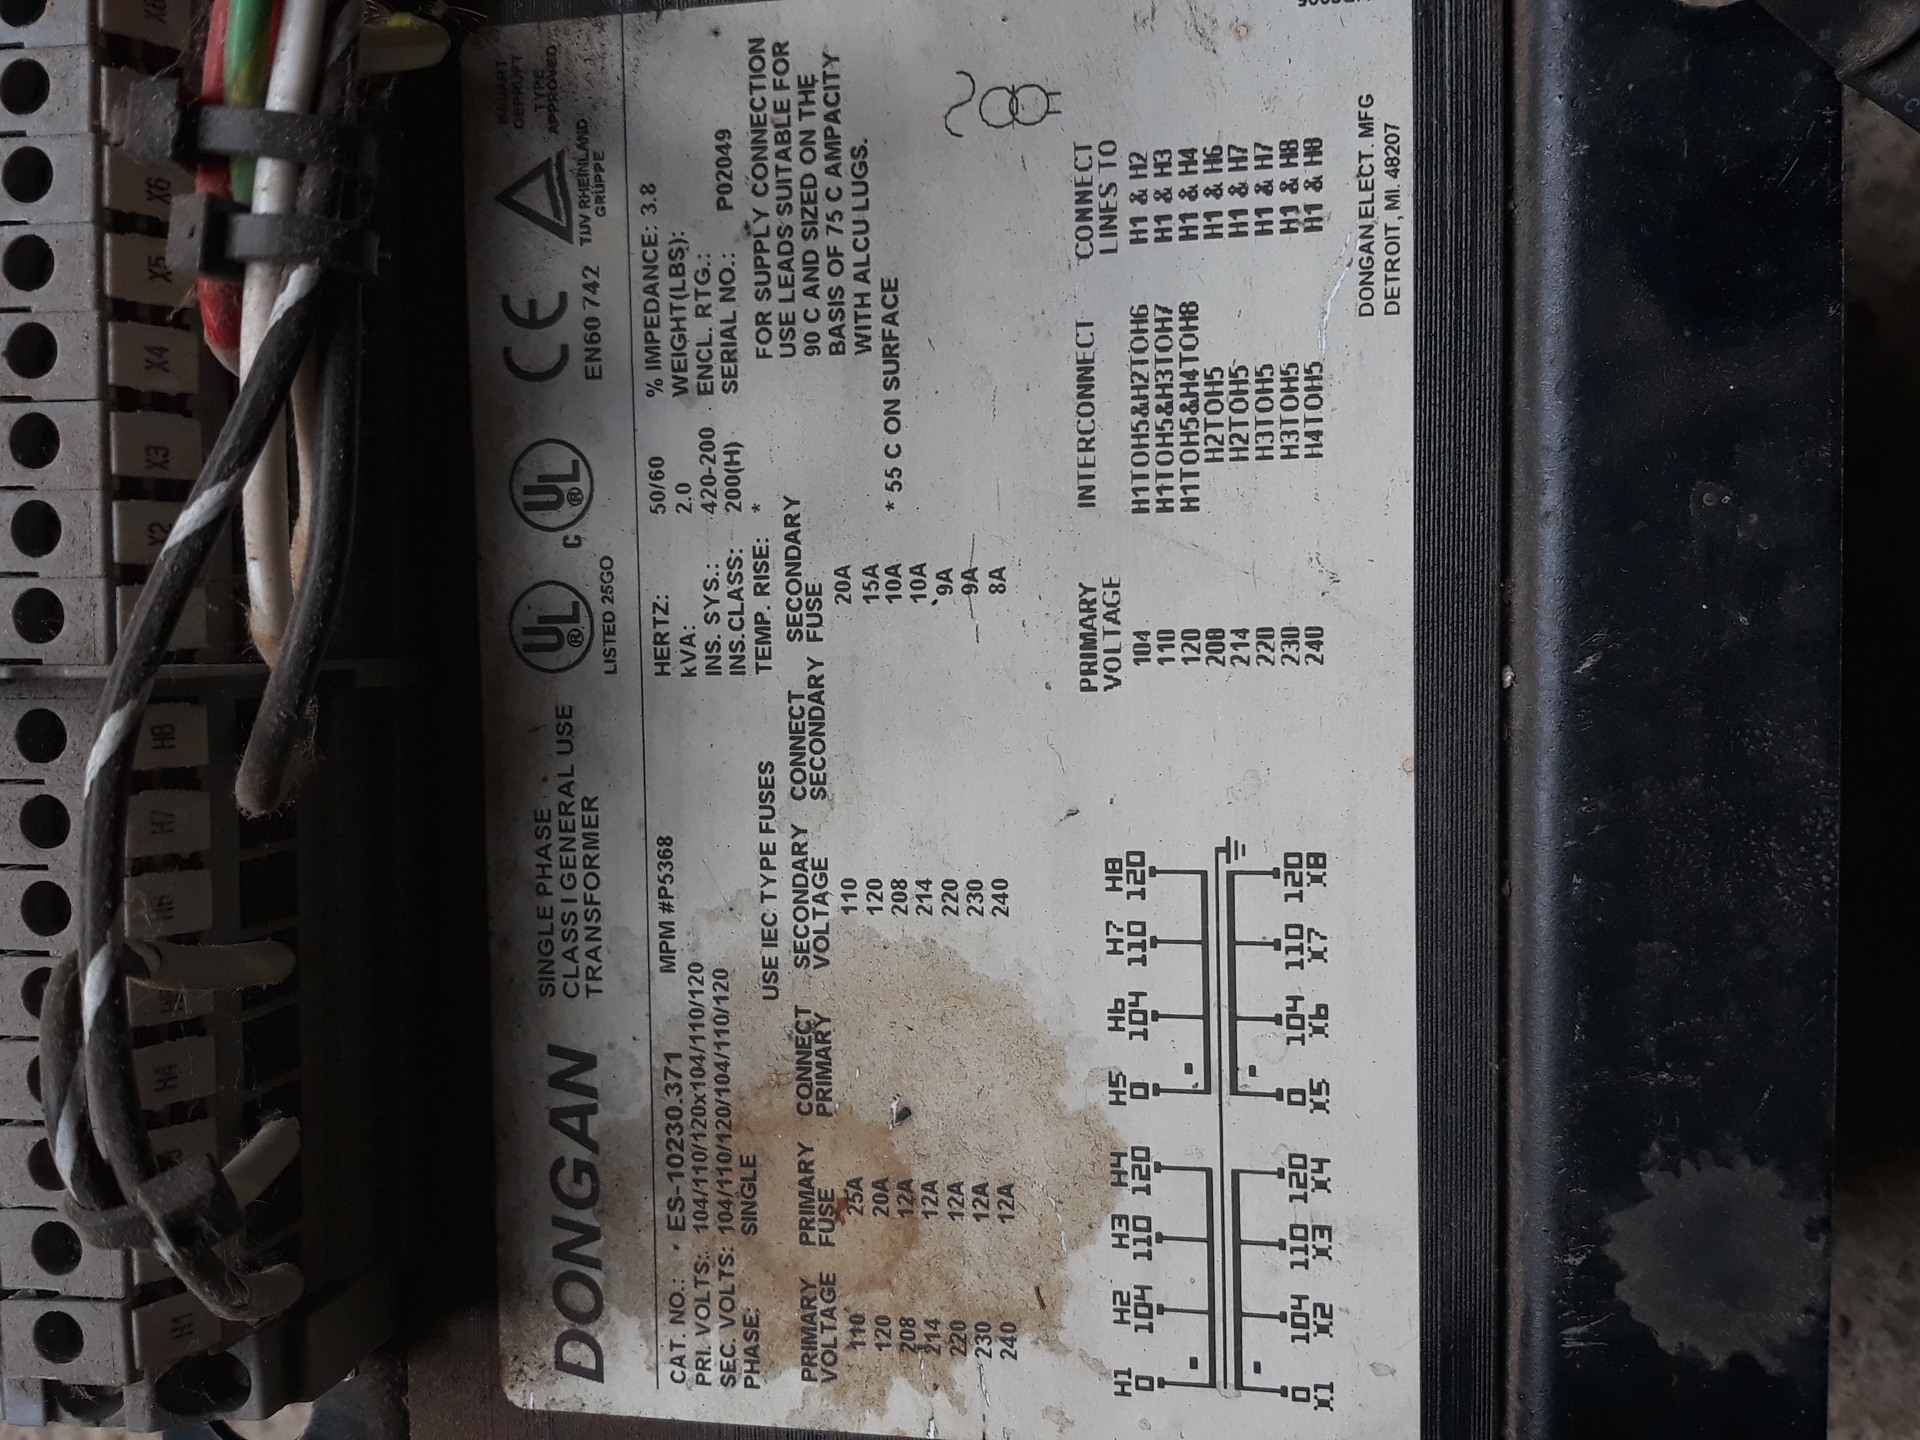 DONGAN
SINGLE PHASE
CLASS I GENERAL USE
TRANSFORMER
UL
®
LISTED 25GO
C UL
®
CE
EN60 742
TUV RHEINLAND
GRUPPE
BAUART
GEPRUFT
TYPE
APPROVED
CAT. NO.: ES-10230.371 MPM #P5368
PRI. VOLTS: 104/110/120x104/110/120
SEC. VOLTS: 104/110/120/104/110/120
PHASE: SINGLE
HERTZ: 50/60
kVA: 2.0
INS. SYS.: 420-200
INS.CLASS: 200(H)
TEMP. RISE: *
% IMPEDANCE: 3.8
WEIGHT(LBS):
ENCL. RTG.:
SERIAL NO.: P02049
FOR SUPPLY CONNECTION
USE LEADS SUITABLE FOR
90 C AND SIZED ON THE
BASIS OF 75 C AMPACITY
WITH ALCU LUGS.
* 55 C ON SURFACE
USE IEC TYPE FUSES
PRIMARY PRIMARY CONNECT SECONDARY CONNECT SECONDARY SECONDARY
VOLTAGE FUSE PRIMARY VOLTAGE SECONDARY FUSE
110 25A 110 20A
120 20A 120 15A
208 12A 208 10A
214 12A 214 10A
220 12A 220 9A
230 12A 230 9A
240 12A 240 8A
H1 H2 H3 H4 H5 H6 H7 H8
0 104 110 120 0 104 110 120
0 104 110 120 0 104 110 120
X1 X2 X3 X4 X5 X6 X7 X8
PRIMARY INTERCONNECT CONNECT
VOLTAGE LINES TO
104 H1TOH5&H2TOH6 H1 & H2
110 H1TOH5&H3TOH7 H1 & H3
120 H1TOH5&H4TOH8 H1 & H4
208 H2TOH5 H1 & H6
214 H2TOH5 H1 & H7
220 H3TOH5 H1 & H7
230 H3TOH5 H1 & H8
240 H4TOH5 H1 & H8
DONGAN ELECT. MFG
DETROIT, MI. 48207
H1
H4
H6
H7
H8
X2
X3
X4
X5
X6
X8